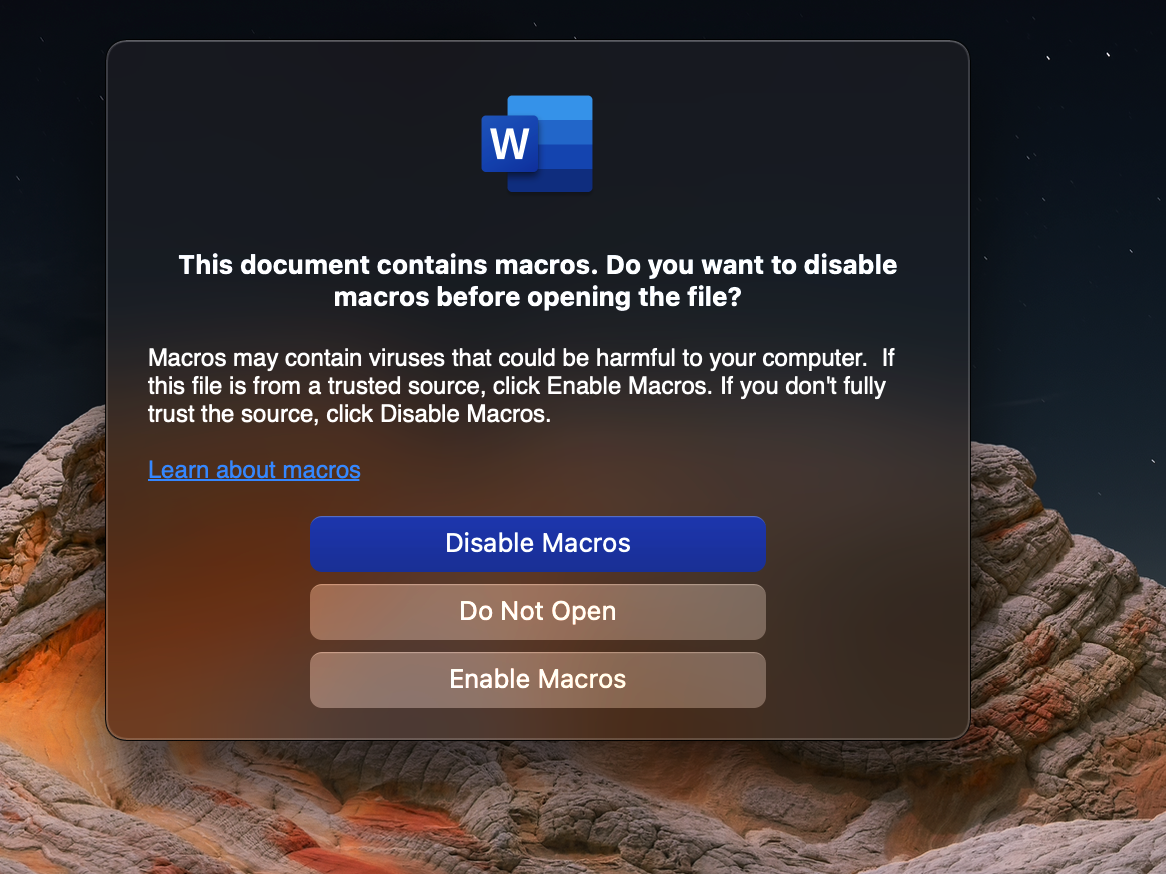 W
This document contains macros. Do you want to disable
macros before opening the file?
Macros may contain viruses that could be harmful to your computer.  If
this file is from a trusted source, click Enable Macros. If you don't fully
trust the source, click Disable Macros.
Learn about macros
Disable Macros
Do Not Open
Enable Macros